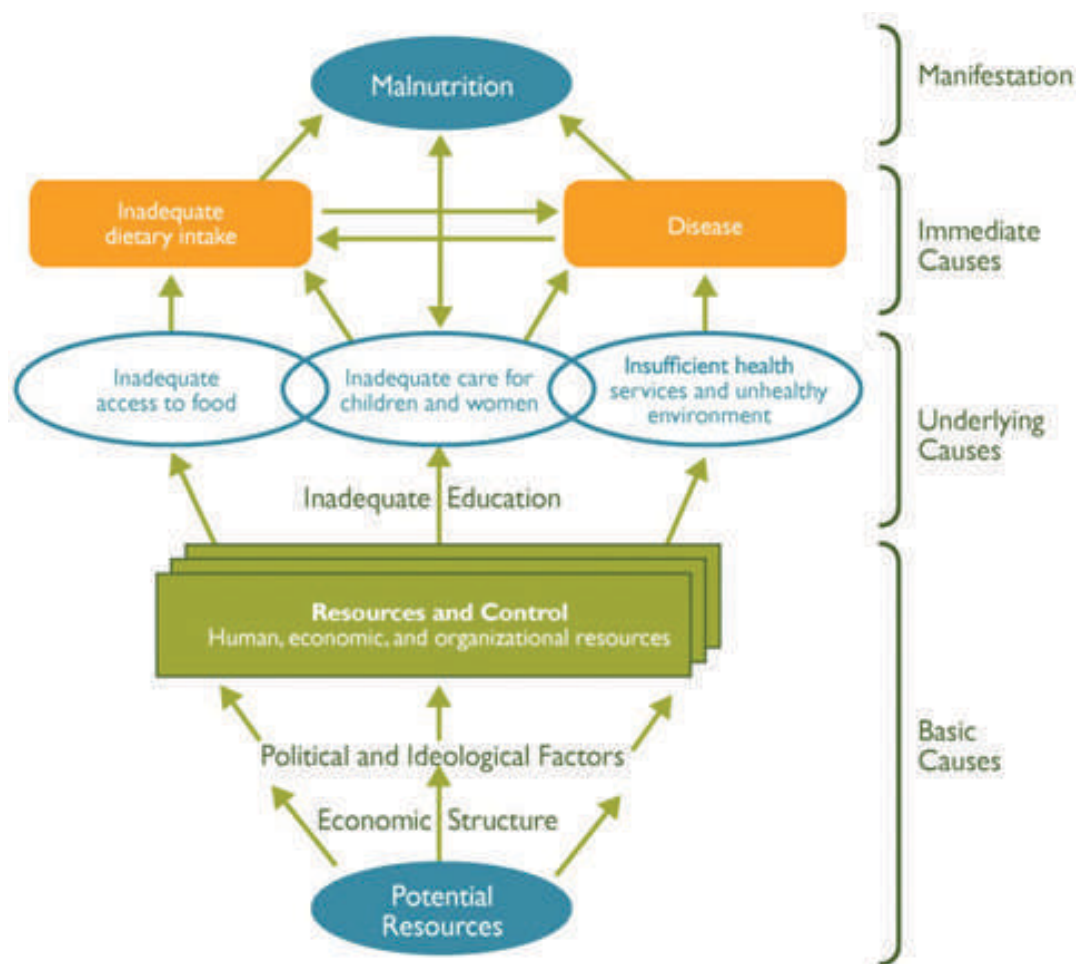 Malnutrition
Manifestation
Inadequate
dietary intake
Disease
Immediate
Causes
Inadequate
access to food
Inadequate care for
children and women
Insufficient health
services and unhealthy
environment
Underlying
Causes
Inadequate Education
Resources and Control
Human, economic, and organizational resources
Political and Ideological Factors
Economic Structure
Basic
Causes
Potential
Resources